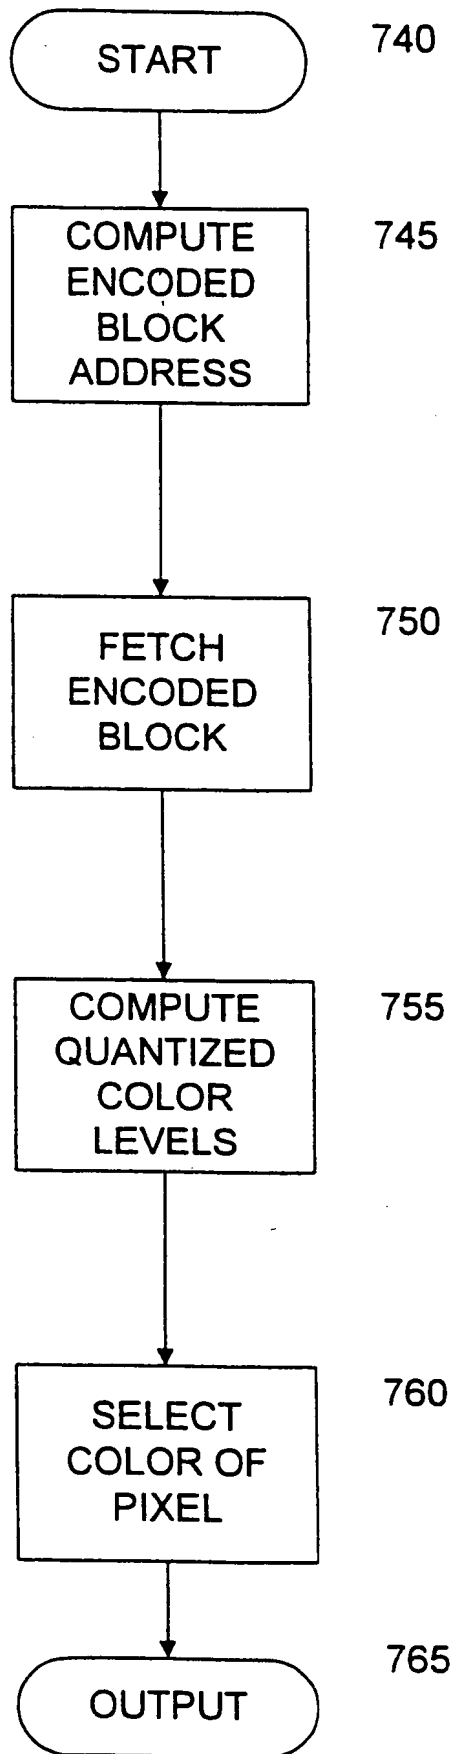 START
740
COMPUTE
ENCODED
BLOCK
ADDRESS
745
FETCH
ENCODED
BLOCK
750
COMPUTE
QUANTIZED
COLOR
LEVELS
755
SELECT
COLOR OF
PIXEL
760
OUTPUT
765